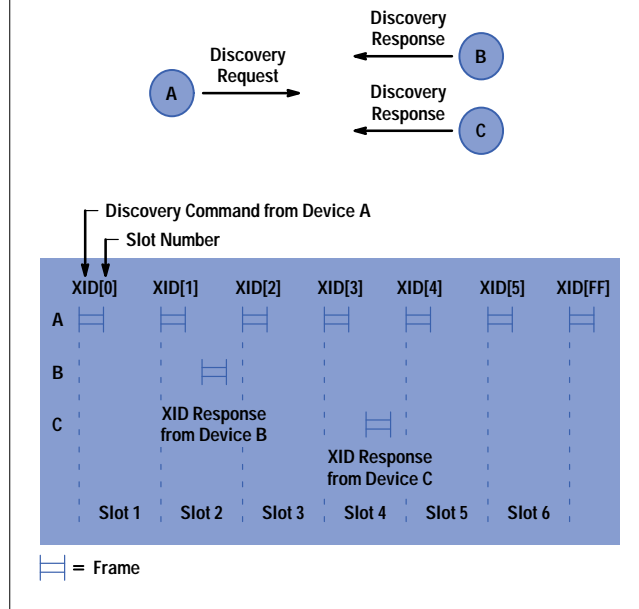 Discovery
Request
Discovery
Response
Discovery
Response
A
B
C
Discovery Command from Device A
Slot Number
XID[0] XID[1] XID[2] XID[3] XID[4] XID[5] XID[FF]
A
B
C
XID Response
from Device B
XID Response
from Device C
Slot 1 Slot 2 Slot 3 Slot 4 Slot 5 Slot 6
= Frame